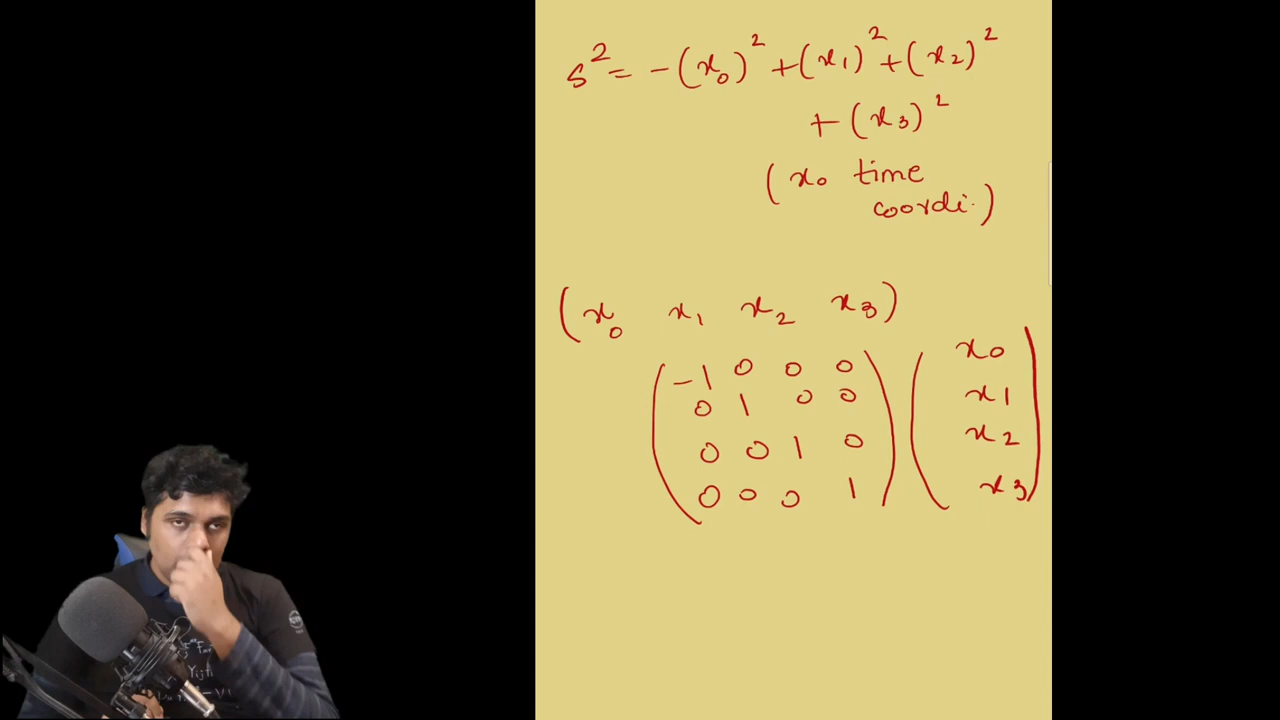 s² = -(x₀)² + (x₁)² + (x₂)²
+ (x₃)²
(x₀ time
coordi.)
(x₀ x₁ x₂ x₃)
(-1 0 0 0) (x₀)
(0 1 0 0) (x₁)
(0 0 1 0) (x₂)
(0 0 0 1) (x₃)